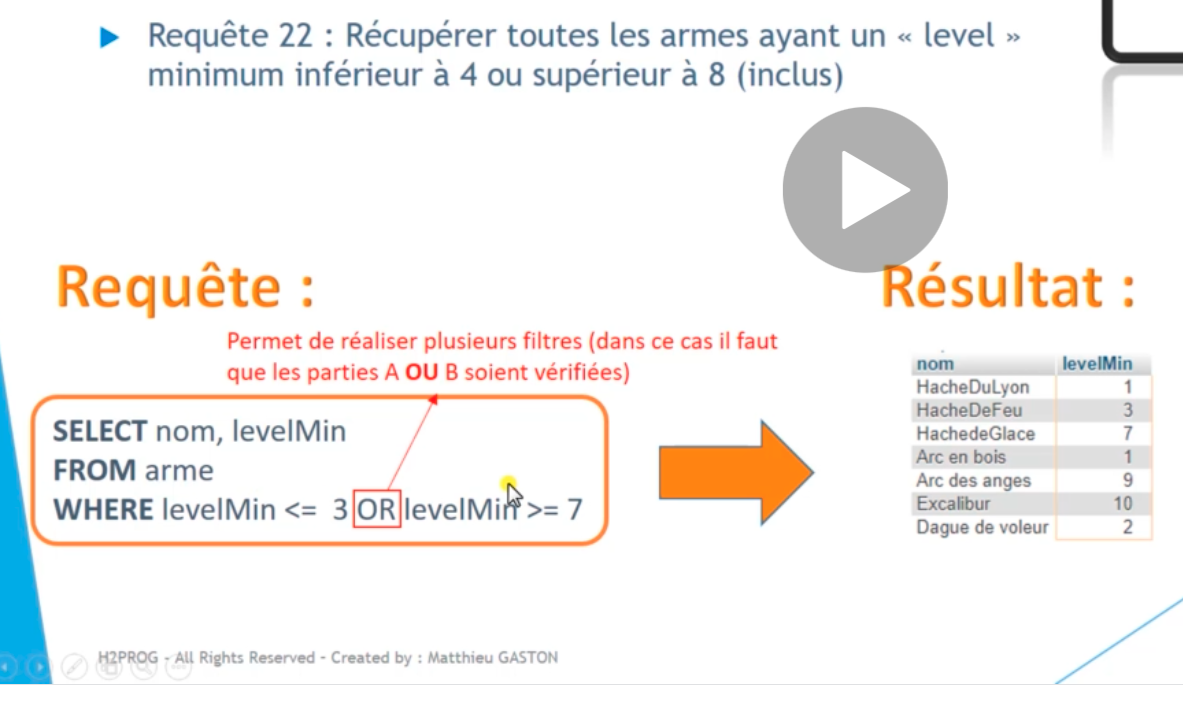 Requête 22 : Récupérer toutes les armes ayant un « level »
minimum inférieur à 4 ou supérieur à 8 (inclus)
Requête :
Résultat :
Permet de réaliser plusieurs filtres (dans ce cas il faut
que les parties A OU B soient vérifiées)
SELECT nom, levelMin
FROM arme
WHERE levelMin <= 3 OR levelMin >= 7
nom levelMin
HacheDuLyon 1
HacheDeFeu 3
HachedeGlace 7
Arc en bois 1
Arc des anges 9
Excalibur 10
Dague de voleur 2
H2PROG - All Rights Reserved - Created by : Matthieu GASTON